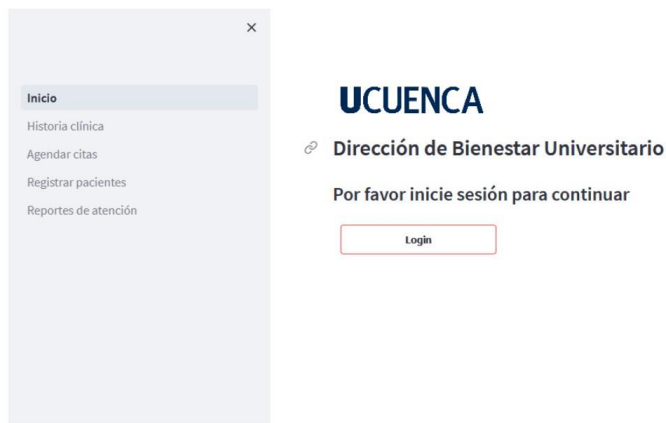 Inicio
Historia clínica
Agendar citas
Registrar pacientes
Reportes de atención
UCUENCA
Dirección de Bienestar Universitario
Por favor inicie sesión para continuar
Login